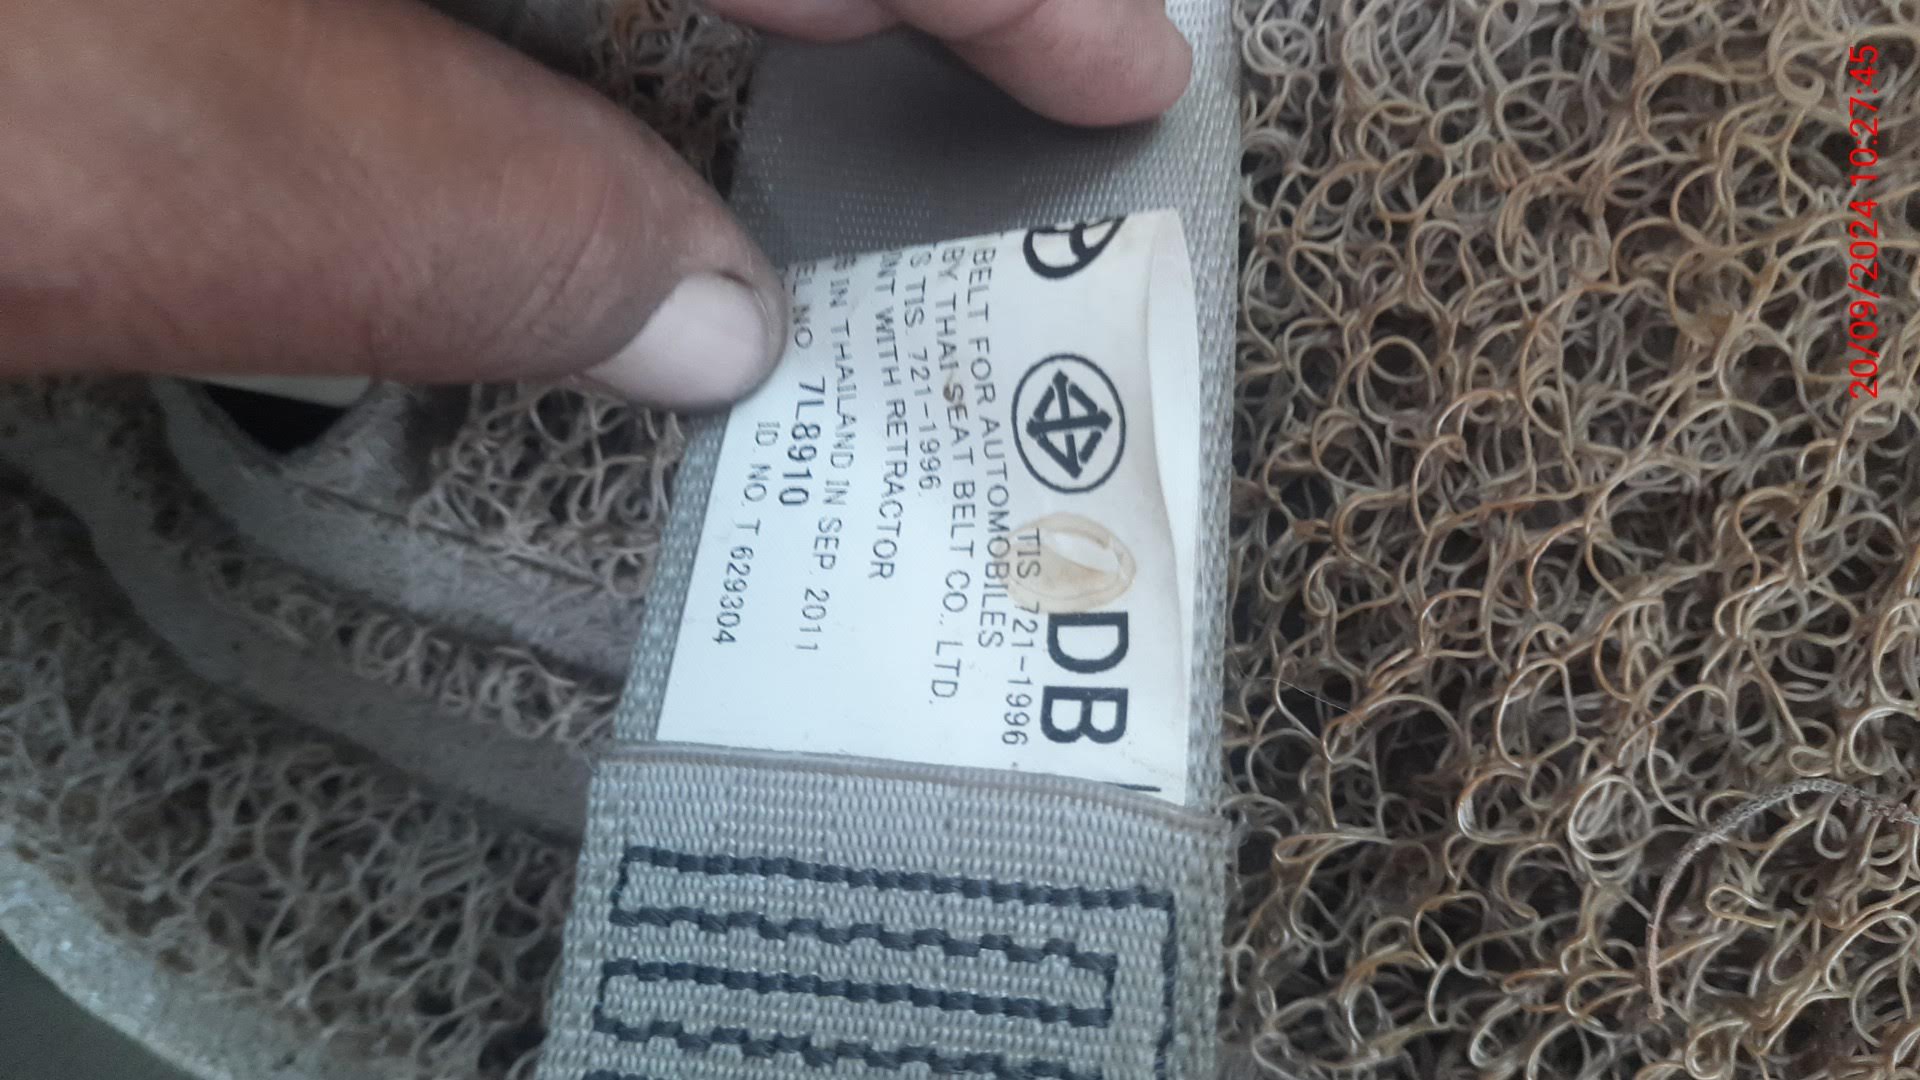 DB
TIS 721-1996
BELT FOR AUTOMOBILES
BY THAI SEAT BELT CO., LTD.
S TIS. 721-1996.
NT WITH RETRACTOR
IN THAILAND IN SEP. 2011
EL NO 7L8910
ID. NO. T 629304
20/09/2024 10:27:45